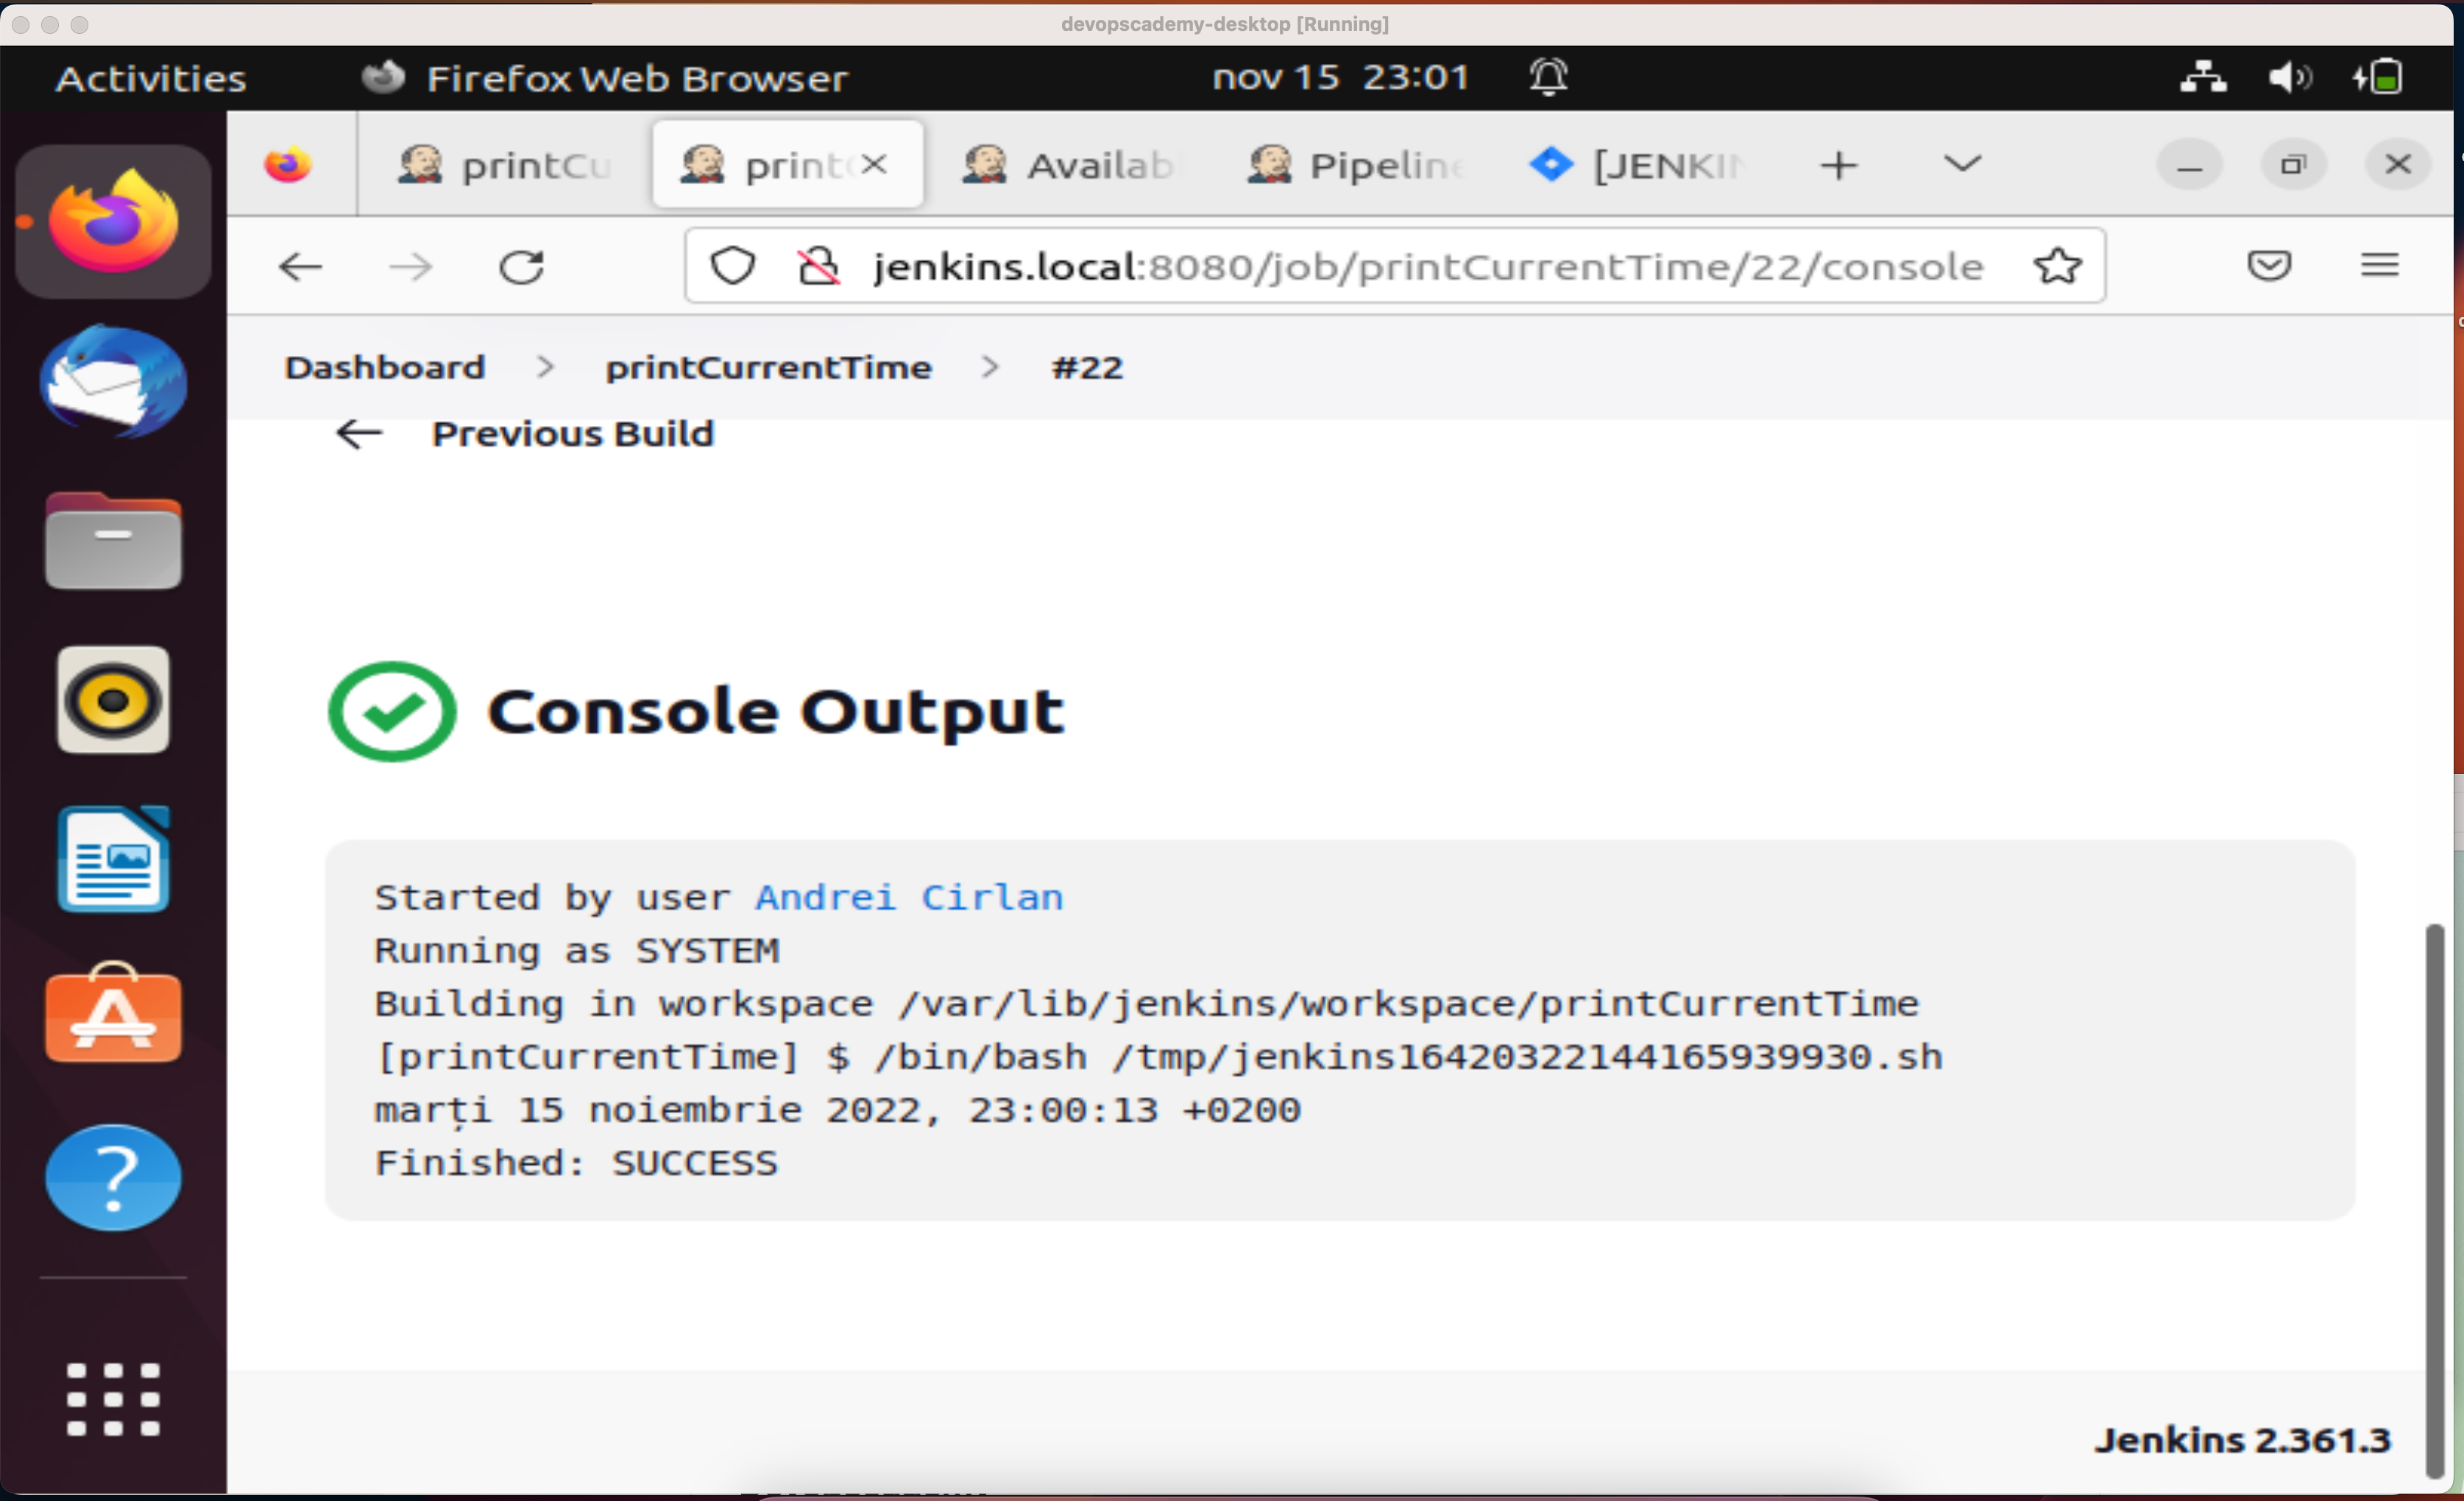 devopscademy-desktop [Running]
Activities Firefox Web Browser nov 15 23:01
printCu print Availab Pipeline [JENKIN
jenkins.local:8080/job/printCurrentTime/22/console
Dashboard > printCurrentTime > #22
Previous Build
Console Output
Started by user Andrei Cirlan
Running as SYSTEM
Building in workspace /var/lib/jenkins/workspace/printCurrentTime
[printCurrentTime] $ /bin/bash /tmp/jenkins16420322144165939930.sh
marți 15 noiembrie 2022, 23:00:13 +0200
Finished: SUCCESS
Jenkins 2.361.3